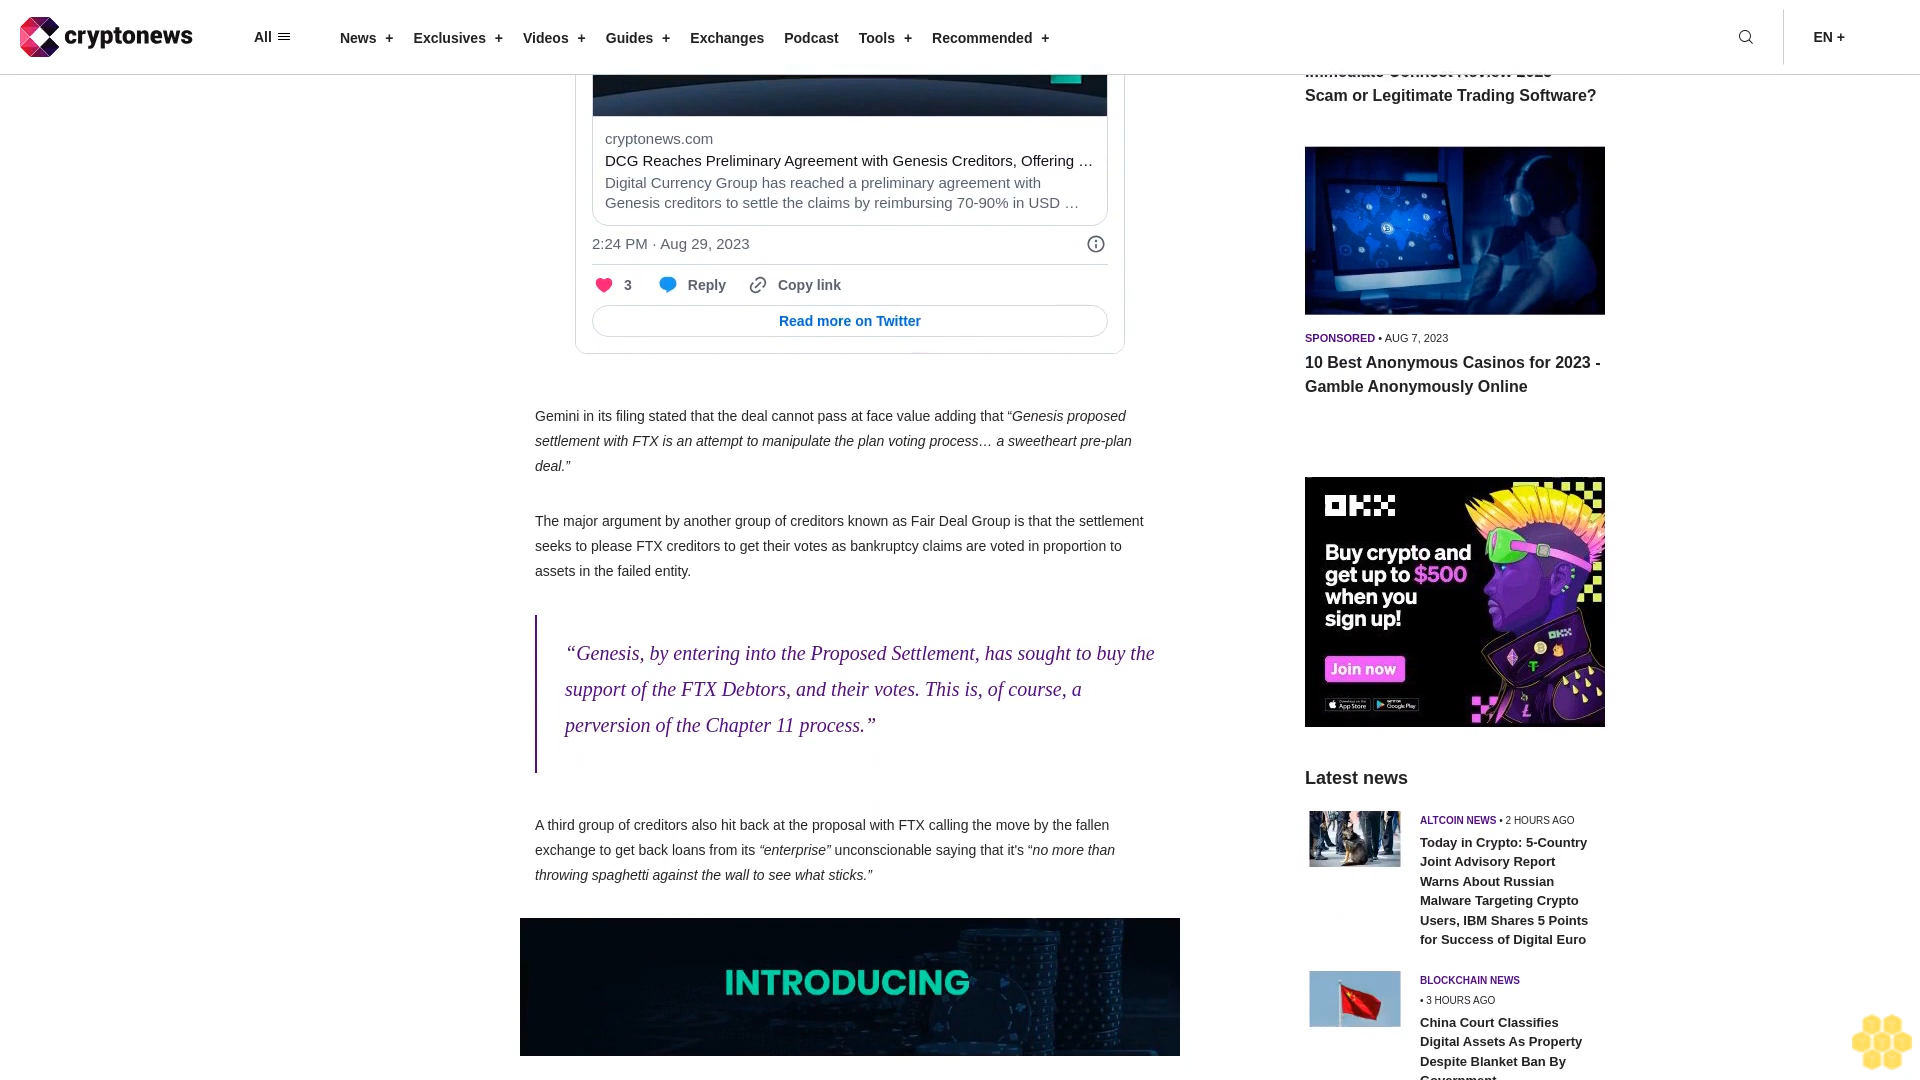 cryptonews
All
News +
Exclusives +
Videos +
Guides +
Exchanges
Podcast
Tools +
Recommended +
EN +
cryptonews.com
DCG Reaches Preliminary Agreement with Genesis Creditors, Offering …
Digital Currency Group has reached a preliminary agreement with
Genesis creditors to settle the claims by reimbursing 70-90% in USD …
2:24 PM · Aug 29, 2023
3
Reply
Copy link
Read more on Twitter
Gemini in its filing stated that the deal cannot pass at face value adding that “Genesis proposed
settlement with FTX is an attempt to manipulate the plan voting process… a sweetheart pre-plan
deal.”
The major argument by another group of creditors known as Fair Deal Group is that the settlement
seeks to please FTX creditors to get their votes as bankruptcy claims are voted in proportion to
assets in the failed entity.
“Genesis, by entering into the Proposed Settlement, has sought to buy the
support of the FTX Debtors, and their votes. This is, of course, a
perversion of the Chapter 11 process.”
A third group of creditors also hit back at the proposal with FTX calling the move by the fallen
exchange to get back loans from its “enterprise” unconscionable saying that it's “no more than
throwing spaghetti against the wall to see what sticks.”
INTRODUCING
Scam or Legitimate Trading Software?
SPONSORED • AUG 7, 2023
10 Best Anonymous Casinos for 2023 -
Gamble Anonymously Online
OKX
Buy crypto and
get up to $500
when you
sign up!
Join now
App Store
Google Play
Latest news
ALTCOIN NEWS • 2 HOURS AGO
Today in Crypto: 5-Country
Joint Advisory Report
Warns About Russian
Malware Targeting Crypto
Users, IBM Shares 5 Points
for Success of Digital Euro
BLOCKCHAIN NEWS
• 3 HOURS AGO
China Court Classifies
Digital Assets As Property
Despite Blanket Ban By